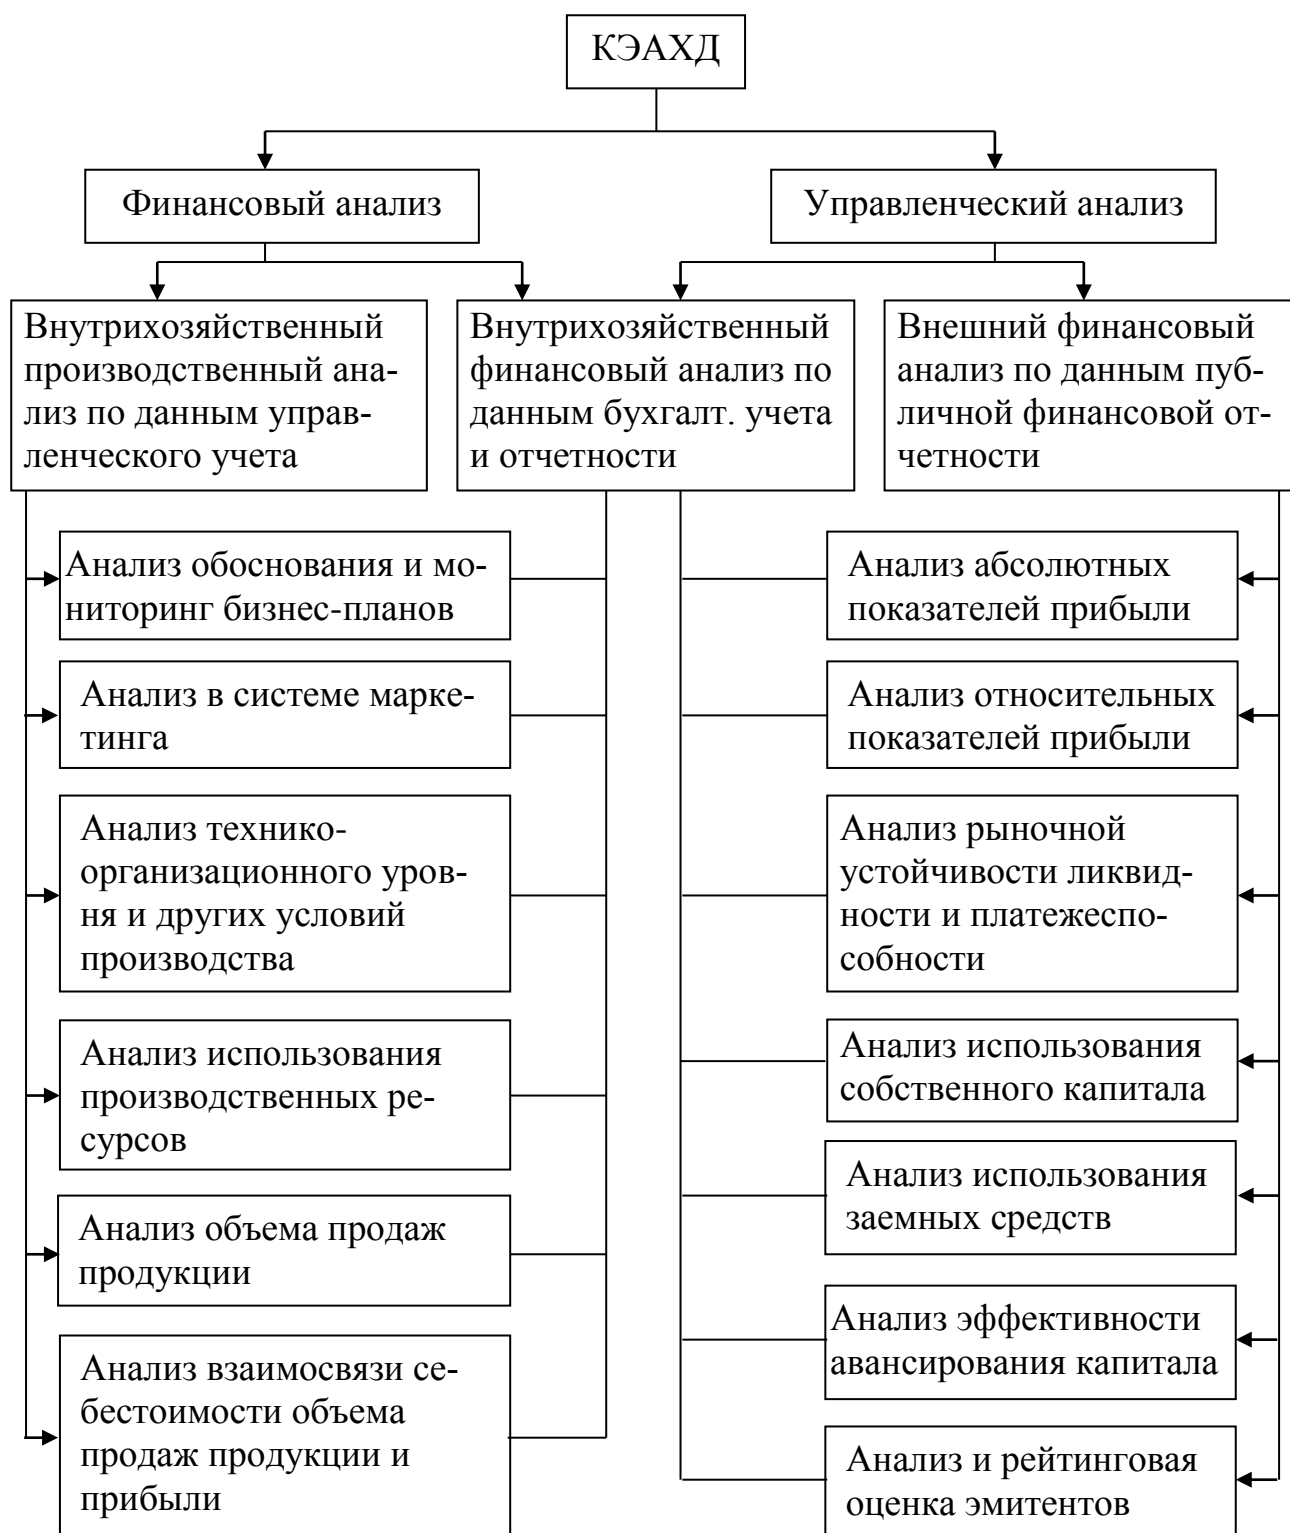 КЭАХД
Финансовый анализ
Управленческий анализ
Внутрихозяйственный
производственный ана-
лиз по данным управ-
ленческого учета
Внутрихозяйственный
финансовый анализ по
данным бухгалт. учета
и отчетности
Внешний финансовый
анализ по данным пуб-
личной финансовой от-
четности
Анализ обоснования и мо-
ниторинг бизнес-планов
Анализ в системе марке-
тинга
Анализ технико-
организационного уров-
ня и других условий
производства
Анализ использования
производственных ре-
сурсов
Анализ объема продаж
продукции
Анализ взаимосвязи се-
бестоимости объема
продаж продукции и
прибыли
Анализ абсолютных
показателей прибыли
Анализ относительных
показателей прибыли
Анализ рыночной
устойчивости ликвид-
ности и платежеспо-
собности
Анализ использования
собственного капитала
Анализ использования
заемных средств
Анализ эффективности
авансирования капитала
Анализ и рейтинговая
оценка эмитентов